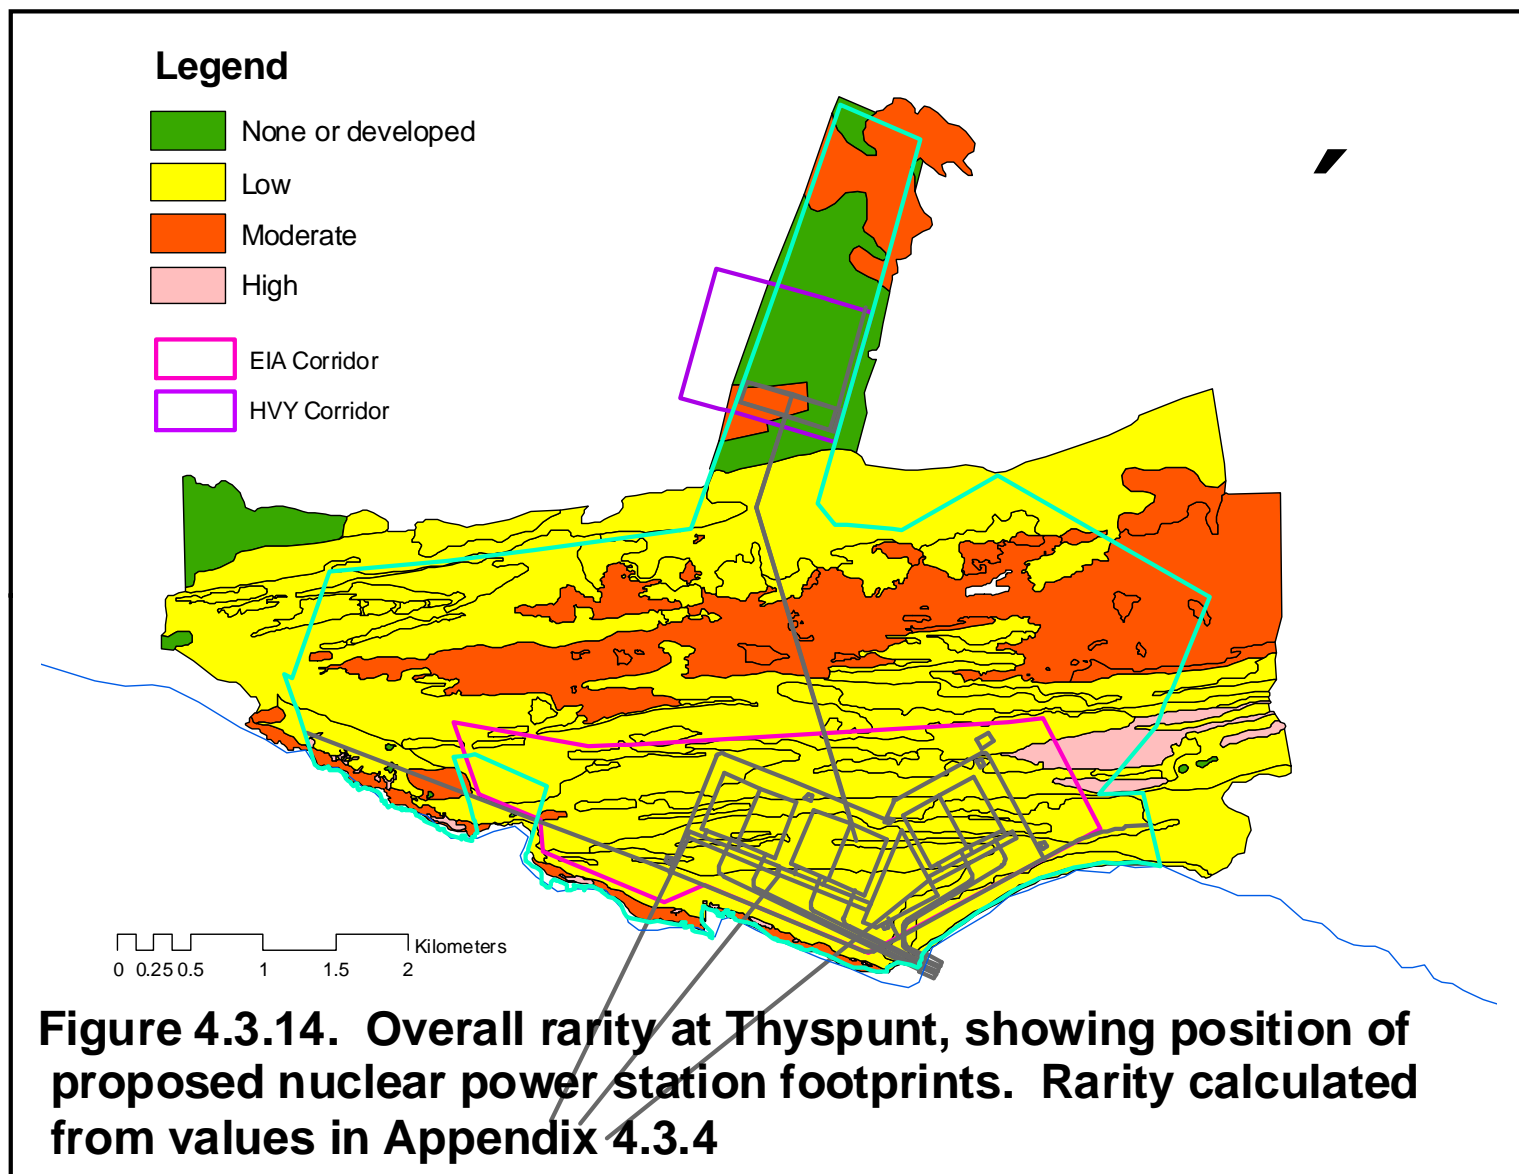 Legend
None or developed
Low
Moderate
High
EIA Corridor
HVY Corridor
Kilometers
0 0.25 0.5 1 1.5 2
Figure 4.3.14. Overall rarity at Thyspunt, showing position of
proposed nuclear power station footprints. Rarity calculated
from values in Appendix 4.3.4